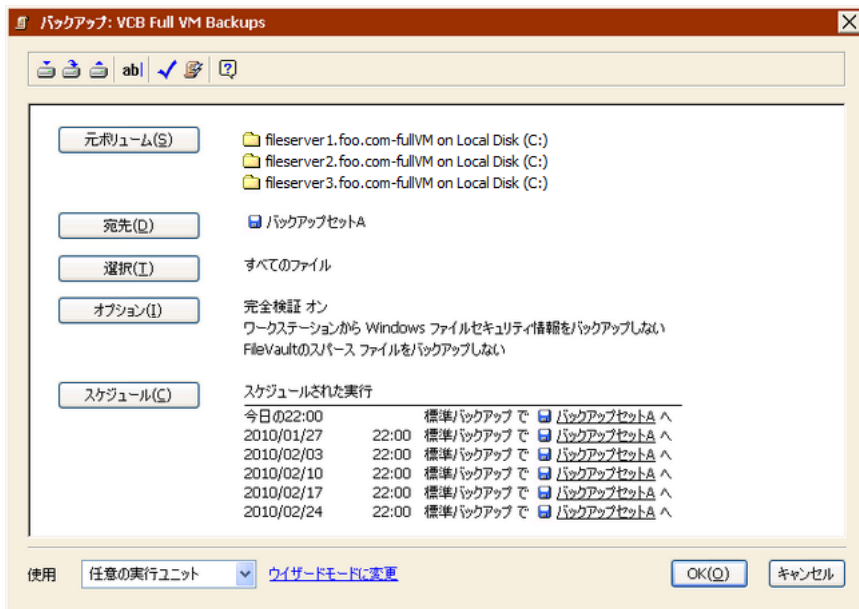 バックアップ: VCB Full VM Backups
ab
元ボリューム(S)
fileserver1.foo.com-fullVM on Local Disk (C:)
fileserver2.foo.com-fullVM on Local Disk (C:)
fileserver3.foo.com-fullVM on Local Disk (C:)
宛先(D) バックアップセットA
選択(T) すべてのファイル
オプション(I) 完全検証 オン
ワークステーションから Windows ファイルセキュリティ情報をバックアップしない
FileVaultのスパース ファイルをバックアップしない
スケジュール(C) スケジュールされた実行
今日の22:00 標準バックアップ で バックアップセットA へ
2010/01/27 22:00 標準バックアップ で バックアップセットA へ
2010/02/03 22:00 標準バックアップ で バックアップセットA へ
2010/02/10 22:00 標準バックアップ で バックアップセットA へ
2010/02/17 22:00 標準バックアップ で バックアップセットA へ
2010/02/24 22:00 標準バックアップ で バックアップセットA へ
使用 任意の実行ユニット ウイザードモードに変更 OK(O) キャンセル